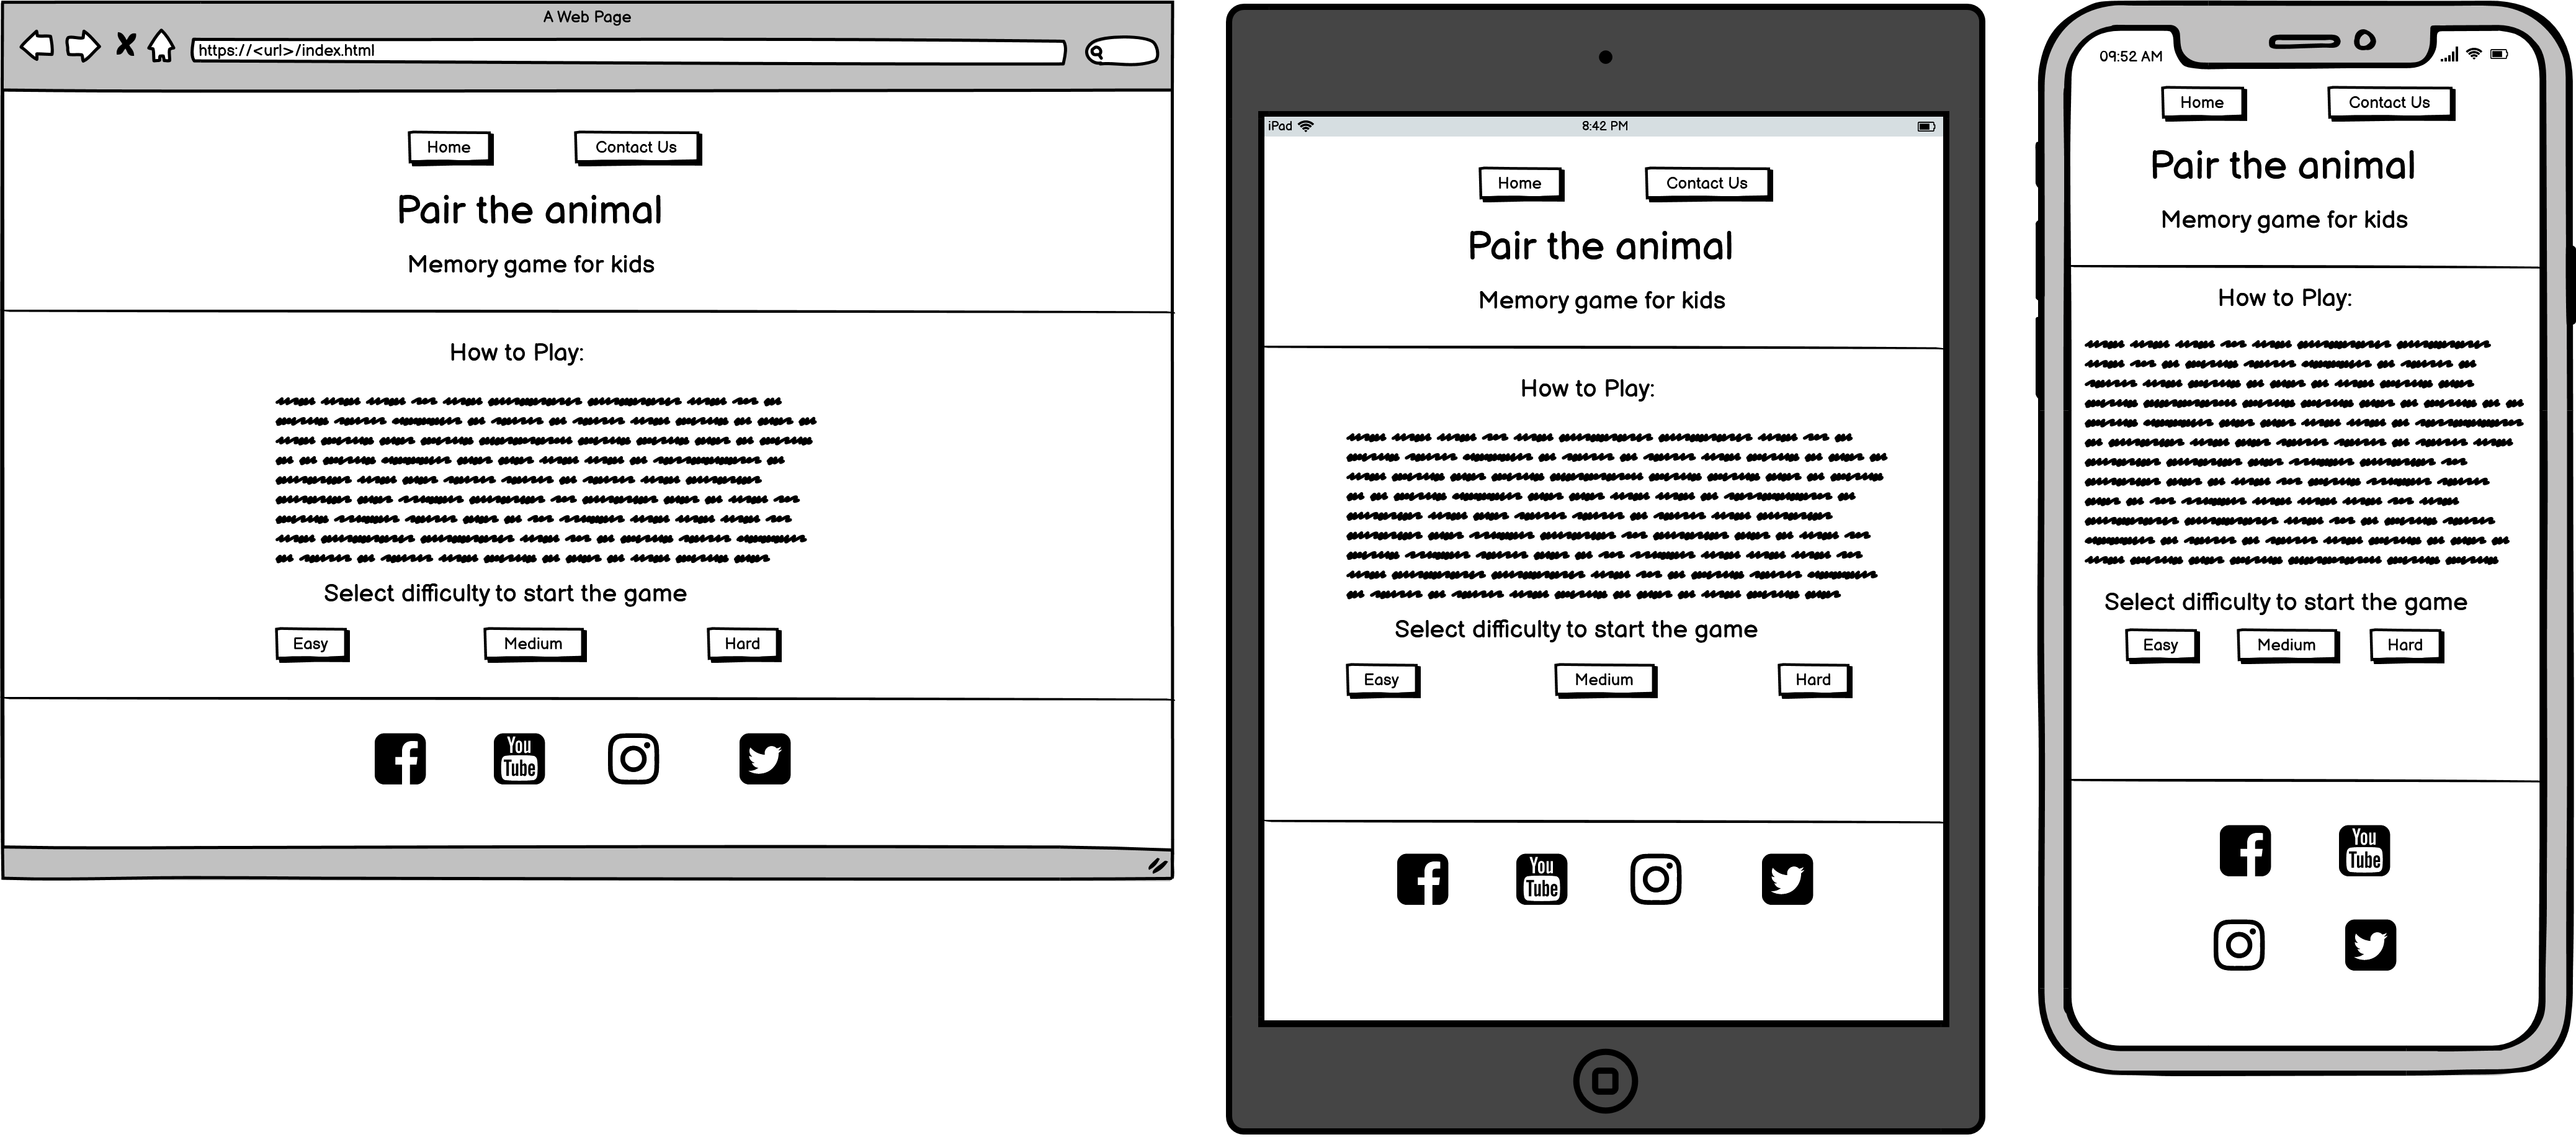 A Web Page
https://<url>/index.html
Home
Contact Us
Pair the animal
Memory game for kids
How to Play:
Select difficulty to start the game
Easy
Medium
Hard
You
Tube
iPad
8:42 PM
Home
Contact Us
Pair the animal
Memory game for kids
How to Play:
Select difficulty to start the game
Easy
Medium
Hard
You
Tube
09:52 AM
Home
Contact Us
Pair the animal
Memory game for kids
How to Play:
Select difficulty to start the game
Easy
Medium
Hard
You
Tube